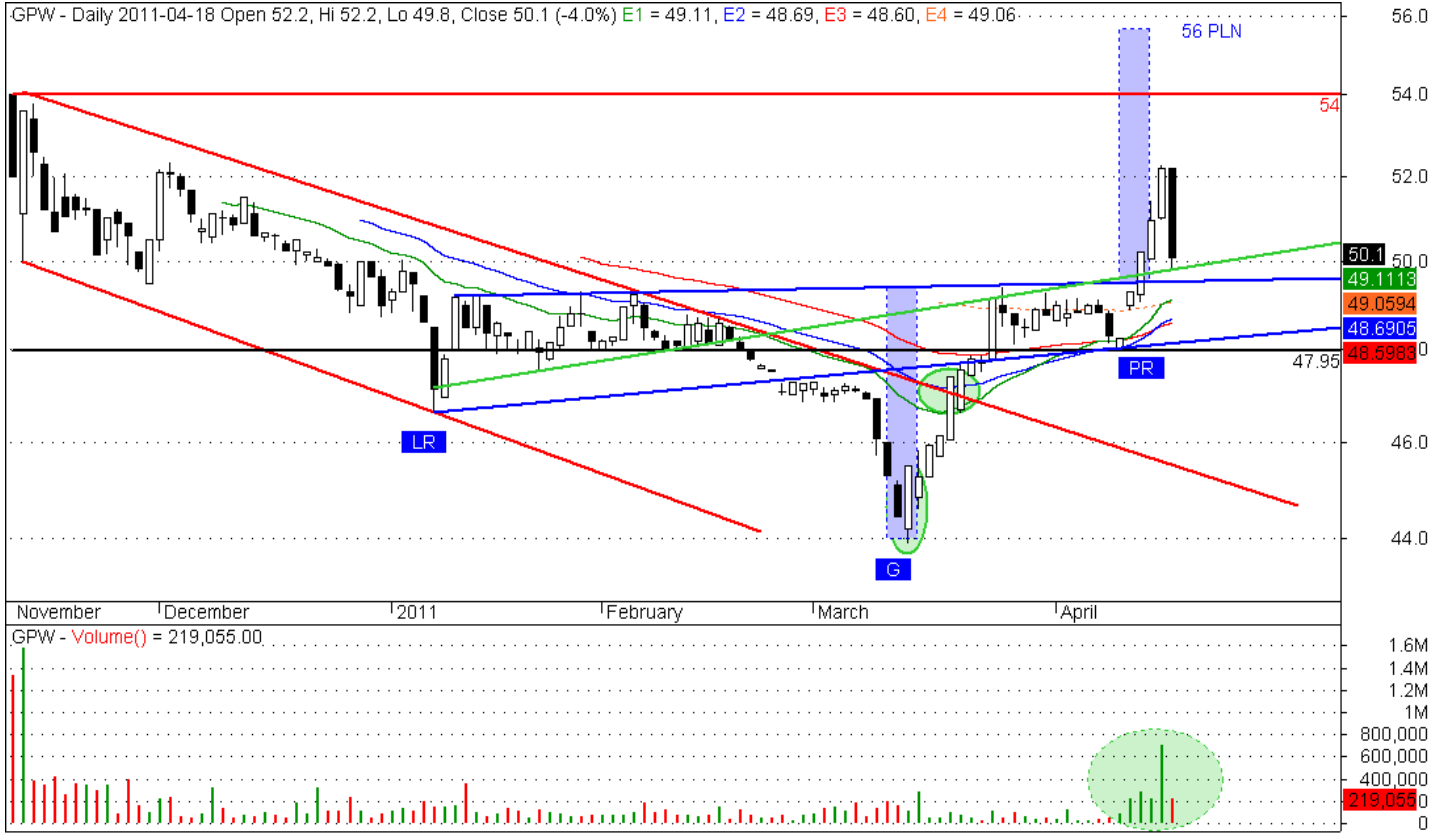 GPW - Daily 2011-04-18 Open 52.2, Hi 52.2, Lo 49.8, Close 50.1 (-4.0%) E1 = 49.11, E2 = 48.69, E3 = 48.60, E4 = 49.06
56.0
56 PLN
54.0
54
52.0
50.0
50.1
49.1113
49.0594
48.6905
48.5983
47.95
PR
LR
46.0
44.0
G
November
December
2011
February
March
April
GPW - Volume() = 219,055.00
1.6M
1.4M
1.2M
1M
800,000
600,000
400,000
219,055
0